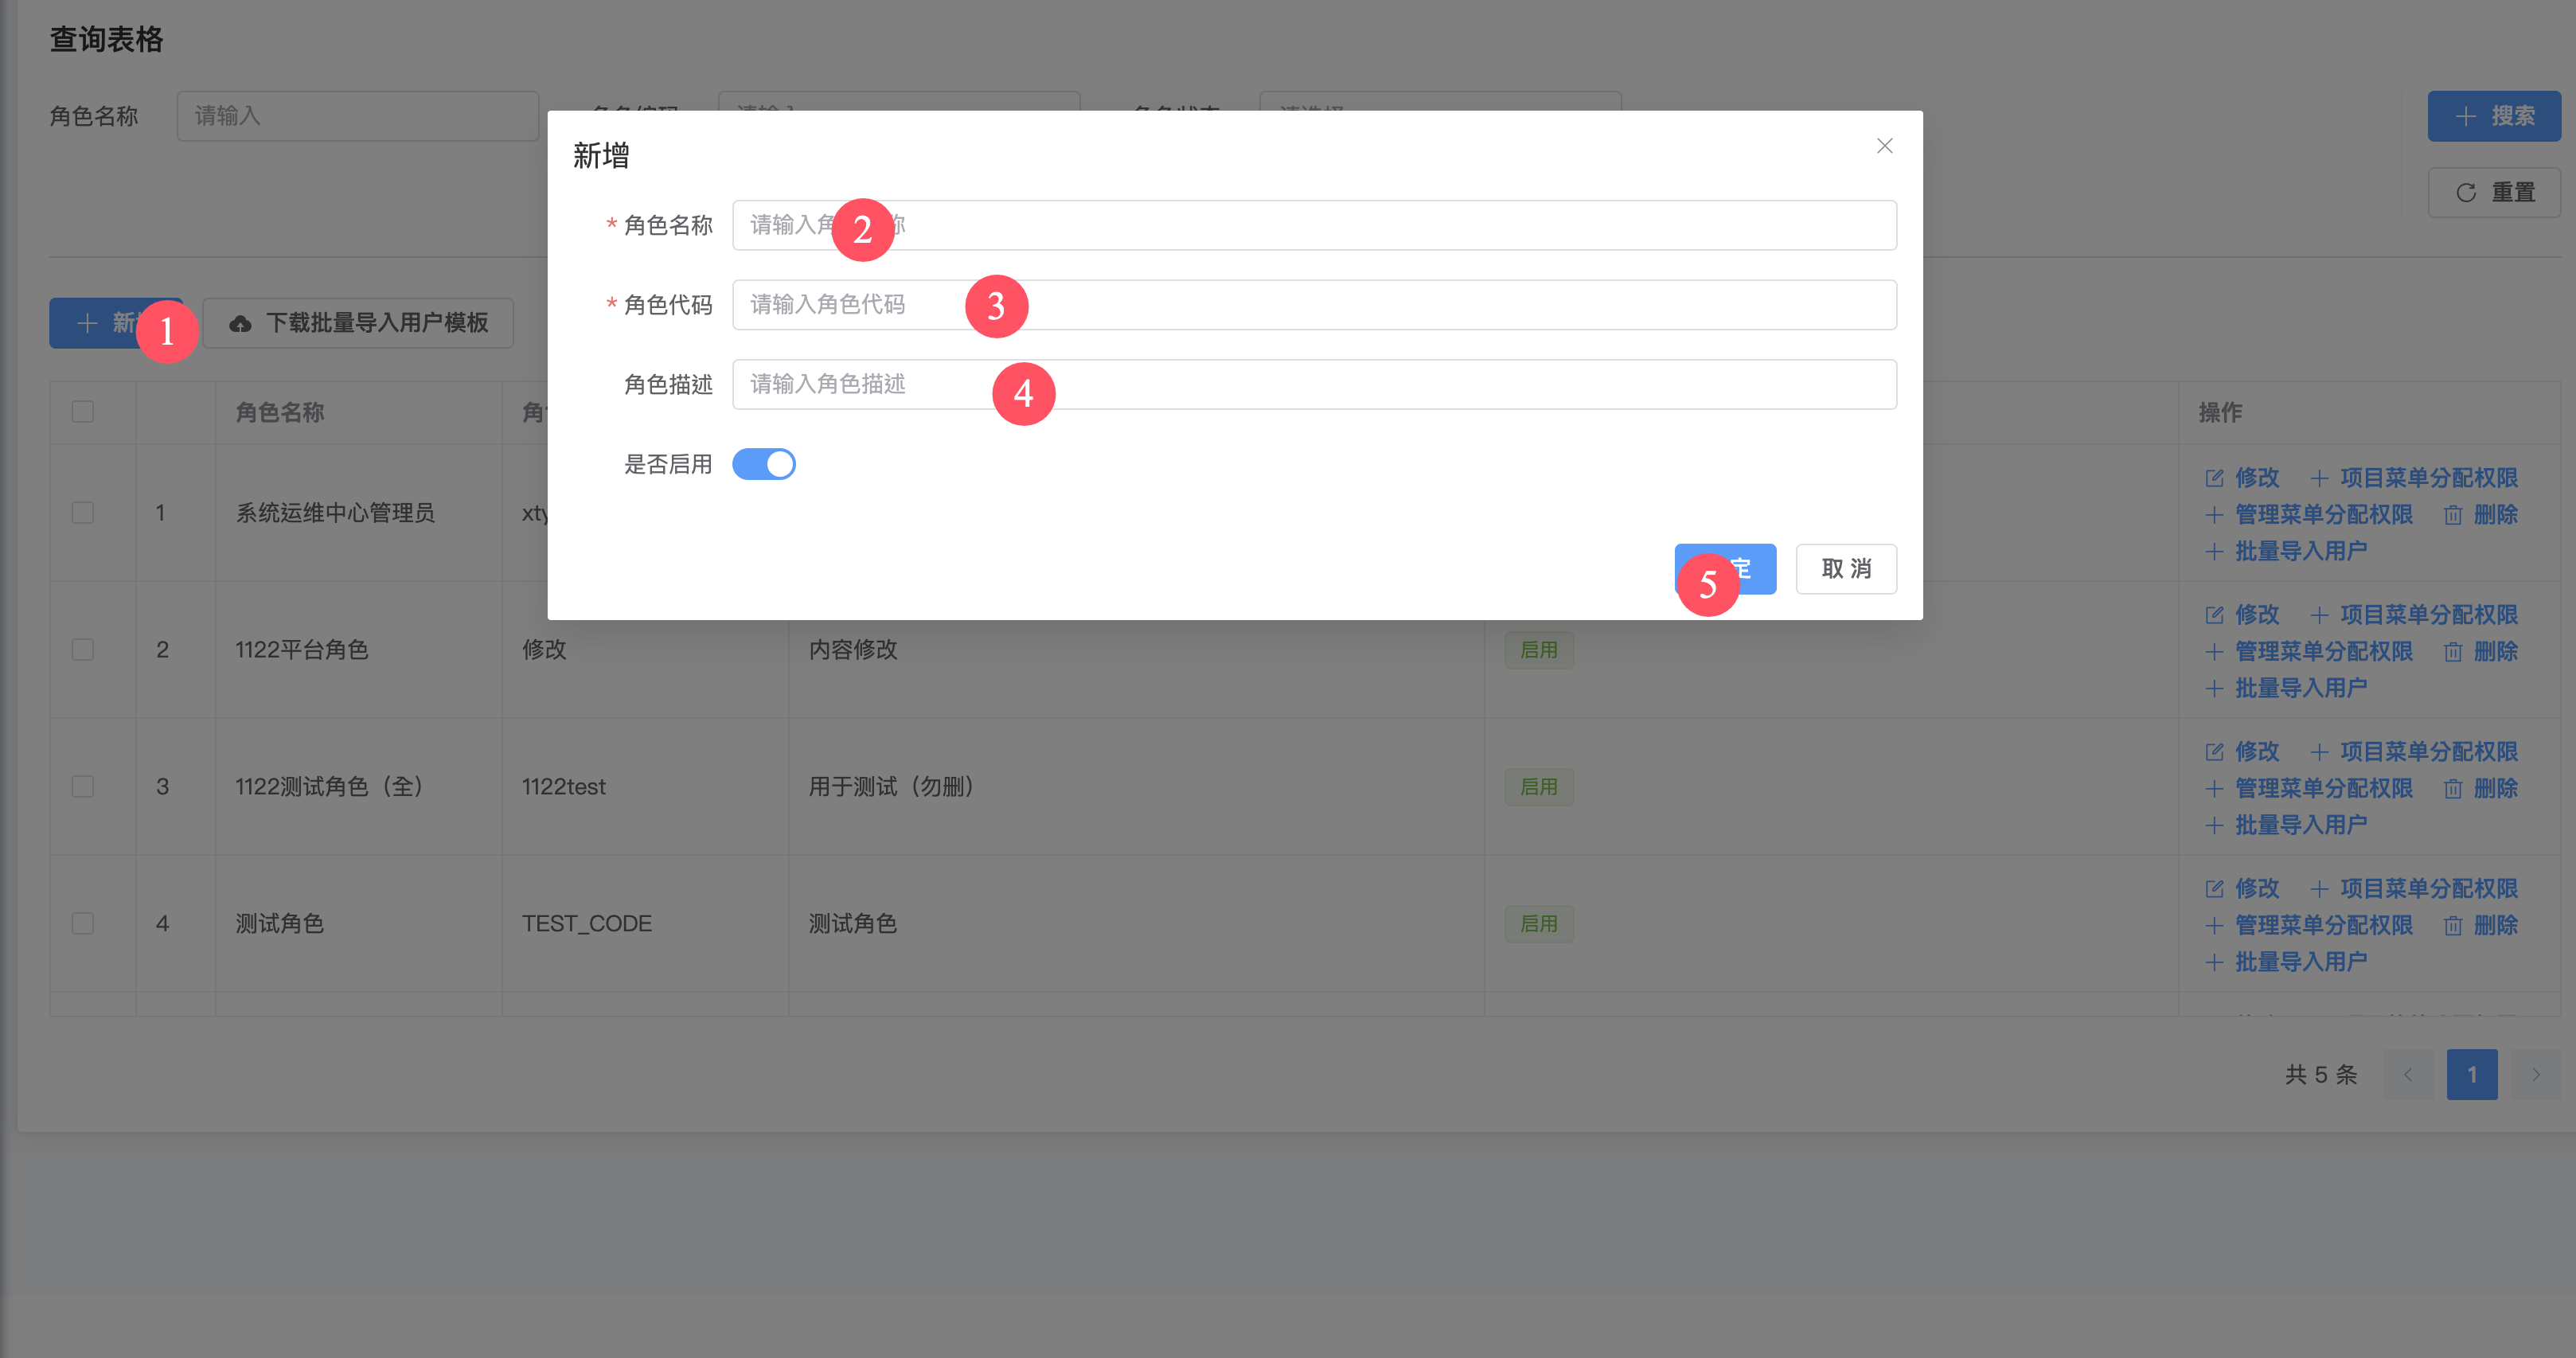 查询表格
角色名称 请输入
搜索
重置
新增
* 角色名称 请输入角 称 2
* 角色代码 请输入角色代码 3
角色描述 请输入角色描述 4
是否启用
5 定 取 消
新 1 下载批量导入用户模板
角色名称 角 操作
1 系统运维中心管理员 xty
修改 项目菜单分配权限
管理菜单分配权限 删除
批量导入用户
2 1122平台角色 修改 内容修改 启用
修改 项目菜单分配权限
管理菜单分配权限 删除
批量导入用户
3 1122测试角色（全） 1122test 用于测试（勿删） 启用
修改 项目菜单分配权限
管理菜单分配权限 删除
批量导入用户
4 测试角色 TEST_CODE 测试角色 启用
修改 项目菜单分配权限
管理菜单分配权限 删除
批量导入用户
共 5 条 1